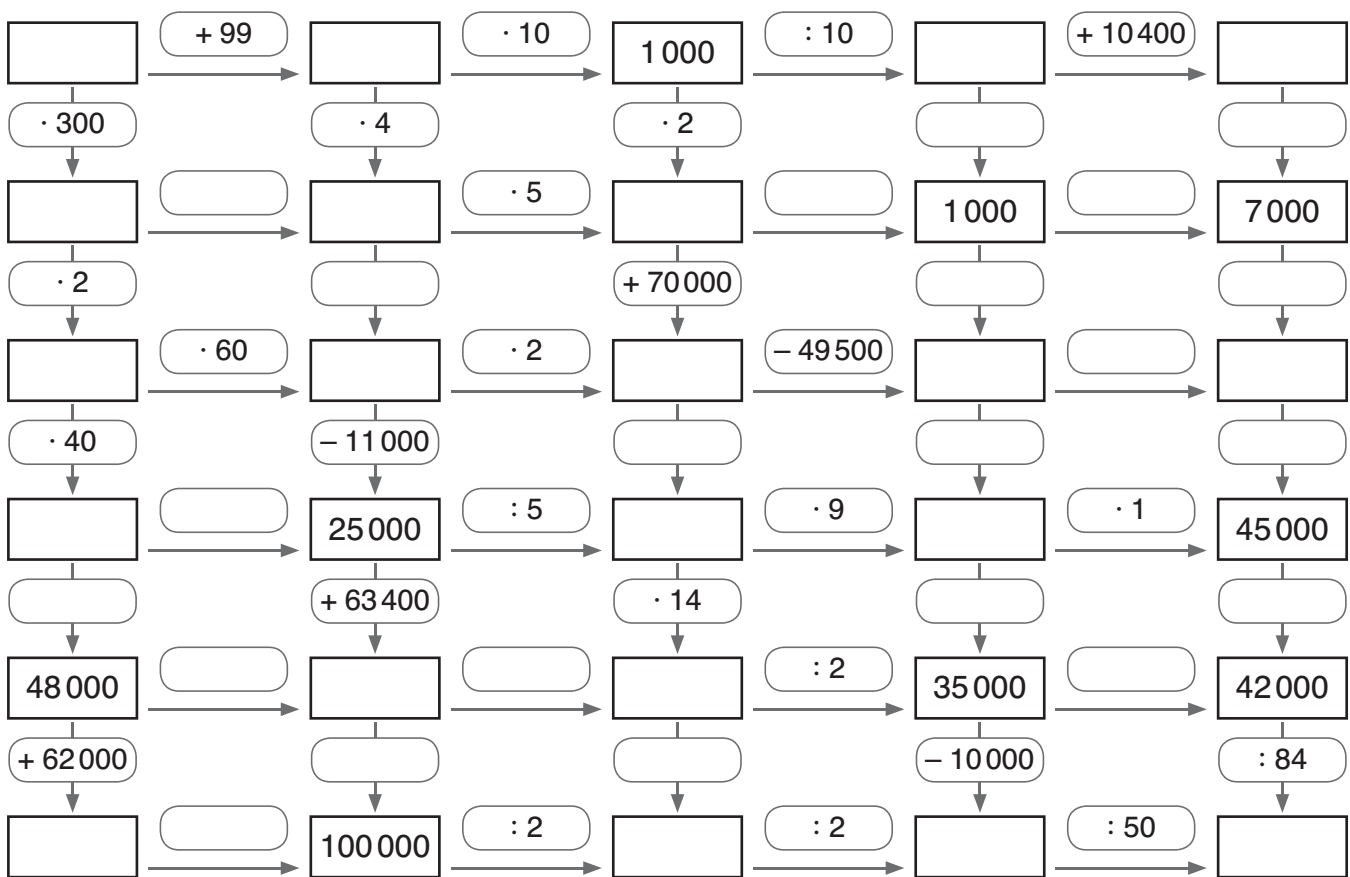 + 99 · 10 1 000 : 10 + 10 400
· 300 · 4 · 2
· 5 1 000 7 000
· 2 + 70 000
· 60 · 2 – 49 500
· 40 – 11 000
25 000 : 5 · 9 · 1 45 000
+ 63 400 · 14
48 000 : 2 35 000 42 000
+ 62 000 – 10 000 : 84
100 000 : 2 : 2 : 50